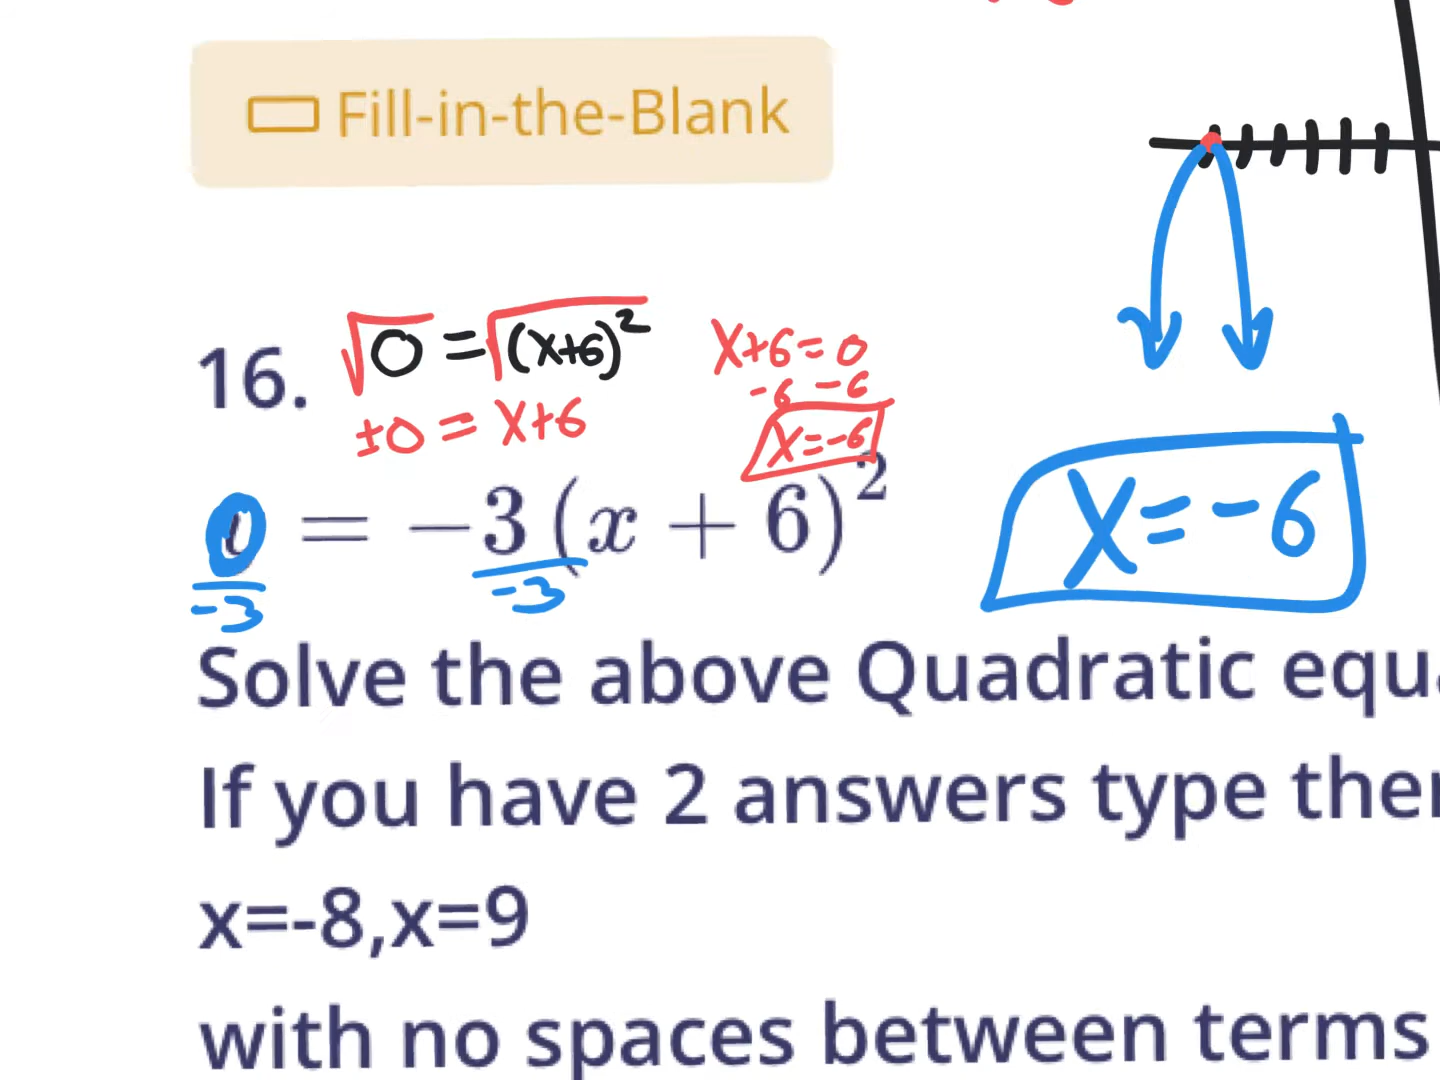 Fill-in-the-Blank
16.
√0 = √(x+6)²
±0 = x+6
x+6=0
-6 -6
x=-6
0 = -3(x + 6)²
-3 -3
x=-6
Solve the above Quadratic equ
If you have 2 answers type the
x=-8,x=9
with no spaces between terms